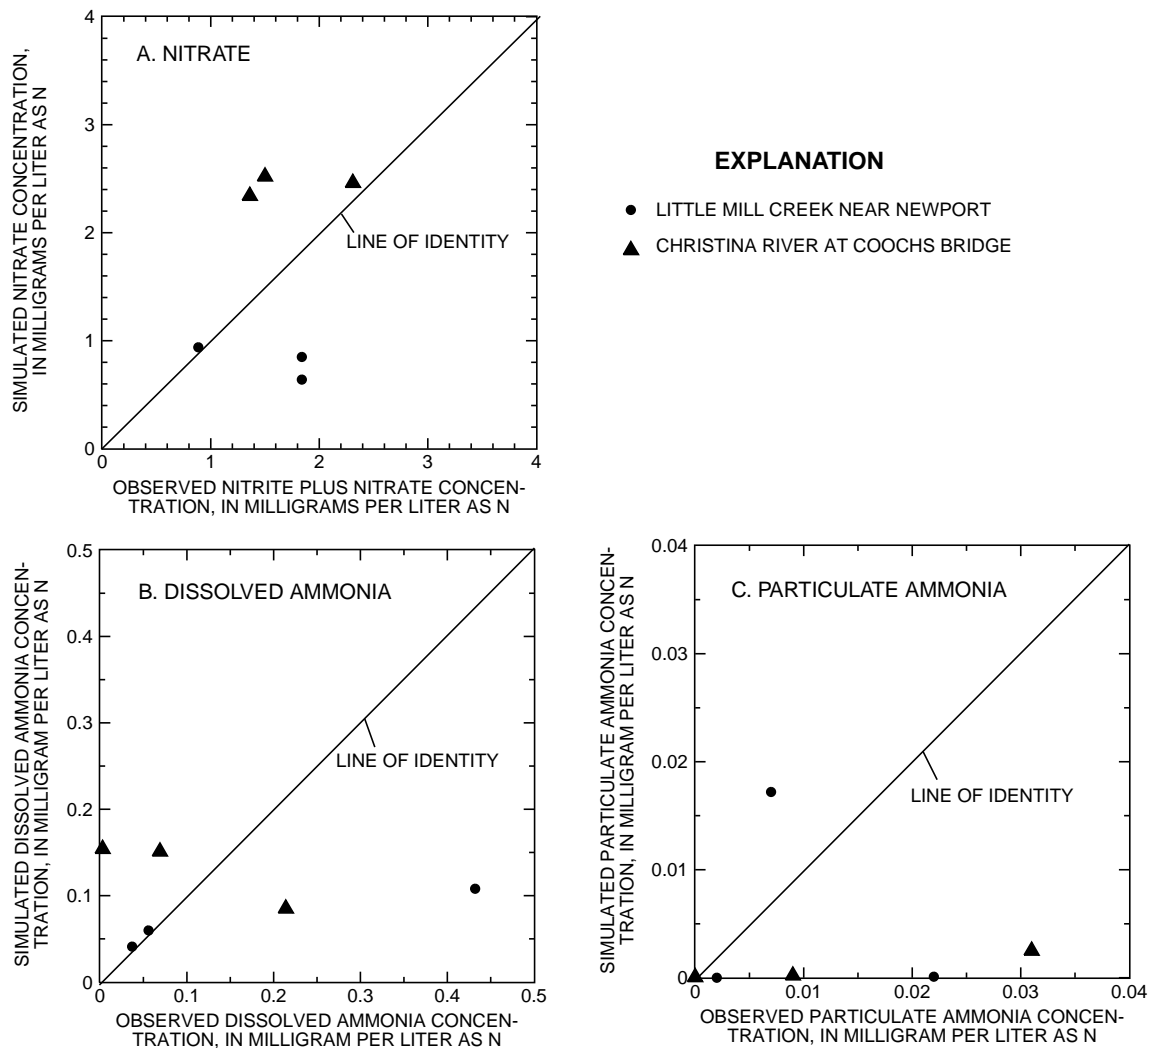 A. NITRATE
SIMULATED NITRATE CONCENTRATION,
IN MILLIGRAMS PER LITER AS N
4
3
2
1
0
LINE OF IDENTITY
0 1 2 3 4
OBSERVED NITRITE PLUS NITRATE CONCEN-
TRATION, IN MILLIGRAMS PER LITER AS N
EXPLANATION
LITTLE MILL CREEK NEAR NEWPORT
CHRISTINA RIVER AT COOCHS BRIDGE
B. DISSOLVED AMMONIA
SIMULATED DISSOLVED AMMONIA CONCEN-
TRATION, IN MILLIGRAM PER LITER AS N
0.5
0.4
0.3
0.2
0.1
0
LINE OF IDENTITY
0 0.1 0.2 0.3 0.4 0.5
OBSERVED DISSOLVED AMMONIA CONCEN-
TRATION, IN MILLIGRAM PER LITER AS N
C. PARTICULATE AMMONIA
SIMULATED PARTICULATE AMMONIA CONCEN-
TRATION, IN MILLIGRAM PER LITER AS N
0.04
0.03
0.02
0.01
0
LINE OF IDENTITY
0 0.01 0.02 0.03 0.04
OBSERVED PARTICULATE AMMONIA CONCEN-
TRATION, IN MILLIGRAM PER LITER AS N